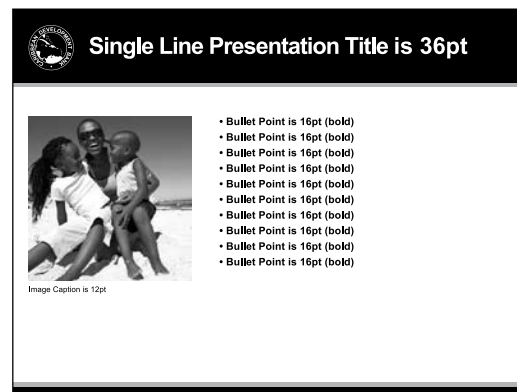 CARIBBEAN DEVELOPMENT BANK
Single Line Presentation Title is 36pt
• Bullet Point is 16pt (bold)
• Bullet Point is 16pt (bold)
• Bullet Point is 16pt (bold)
• Bullet Point is 16pt (bold)
• Bullet Point is 16pt (bold)
• Bullet Point is 16pt (bold)
• Bullet Point is 16pt (bold)
• Bullet Point is 16pt (bold)
• Bullet Point is 16pt (bold)
• Bullet Point is 16pt (bold)
Image Caption is 12pt